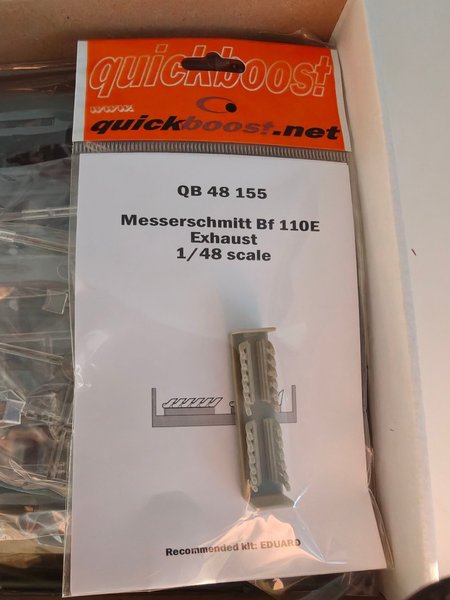 quickboost
www.
quickboost.net
QB 48 155
Messerschmitt Bf 110E
Exhaust
1/48 scale
Recommended kit: EDUARD